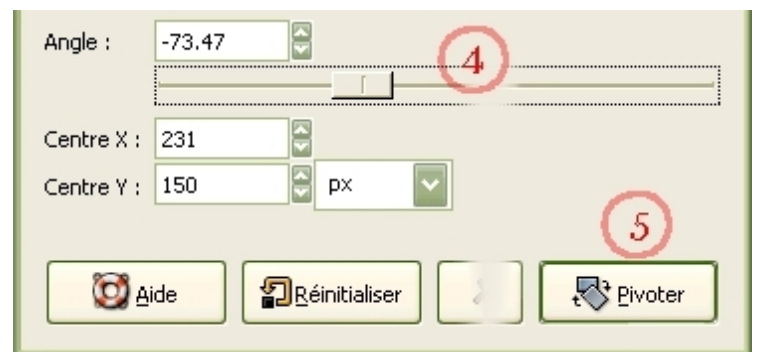 Angle : -73.47
4
Centre X : 231
Centre Y : 150 px
5
Aide Réinitialiser Pivoter